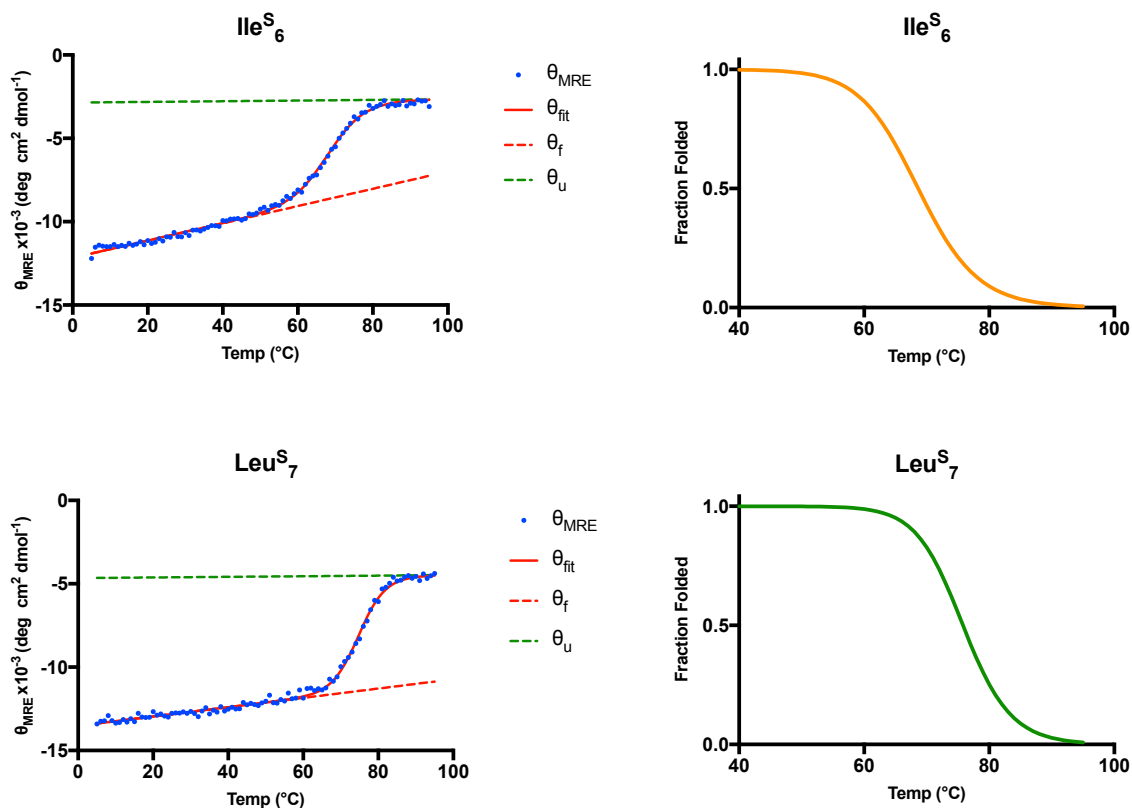 Ile^S_6
θ_MRE x10^-3 (deg cm^2 dmol^-1)
0
-5
-10
-15
0 20 40 60 80 100
Temp (°C)
θ_MRE
θ_fit
θ_f
θ_u
Ile^S_6
Fraction Folded
1.0
0.5
0.0
40 60 80 100
Temp (°C)
Leu^S_7
θ_MRE x10^-3 (deg cm^2 dmol^-1)
0
-5
-10
-15
0 20 40 60 80 100
Temp (°C)
θ_MRE
θ_fit
θ_f
θ_u
Leu^S_7
Fraction Folded
1.0
0.5
0.0
40 60 80 100
Temp (°C)